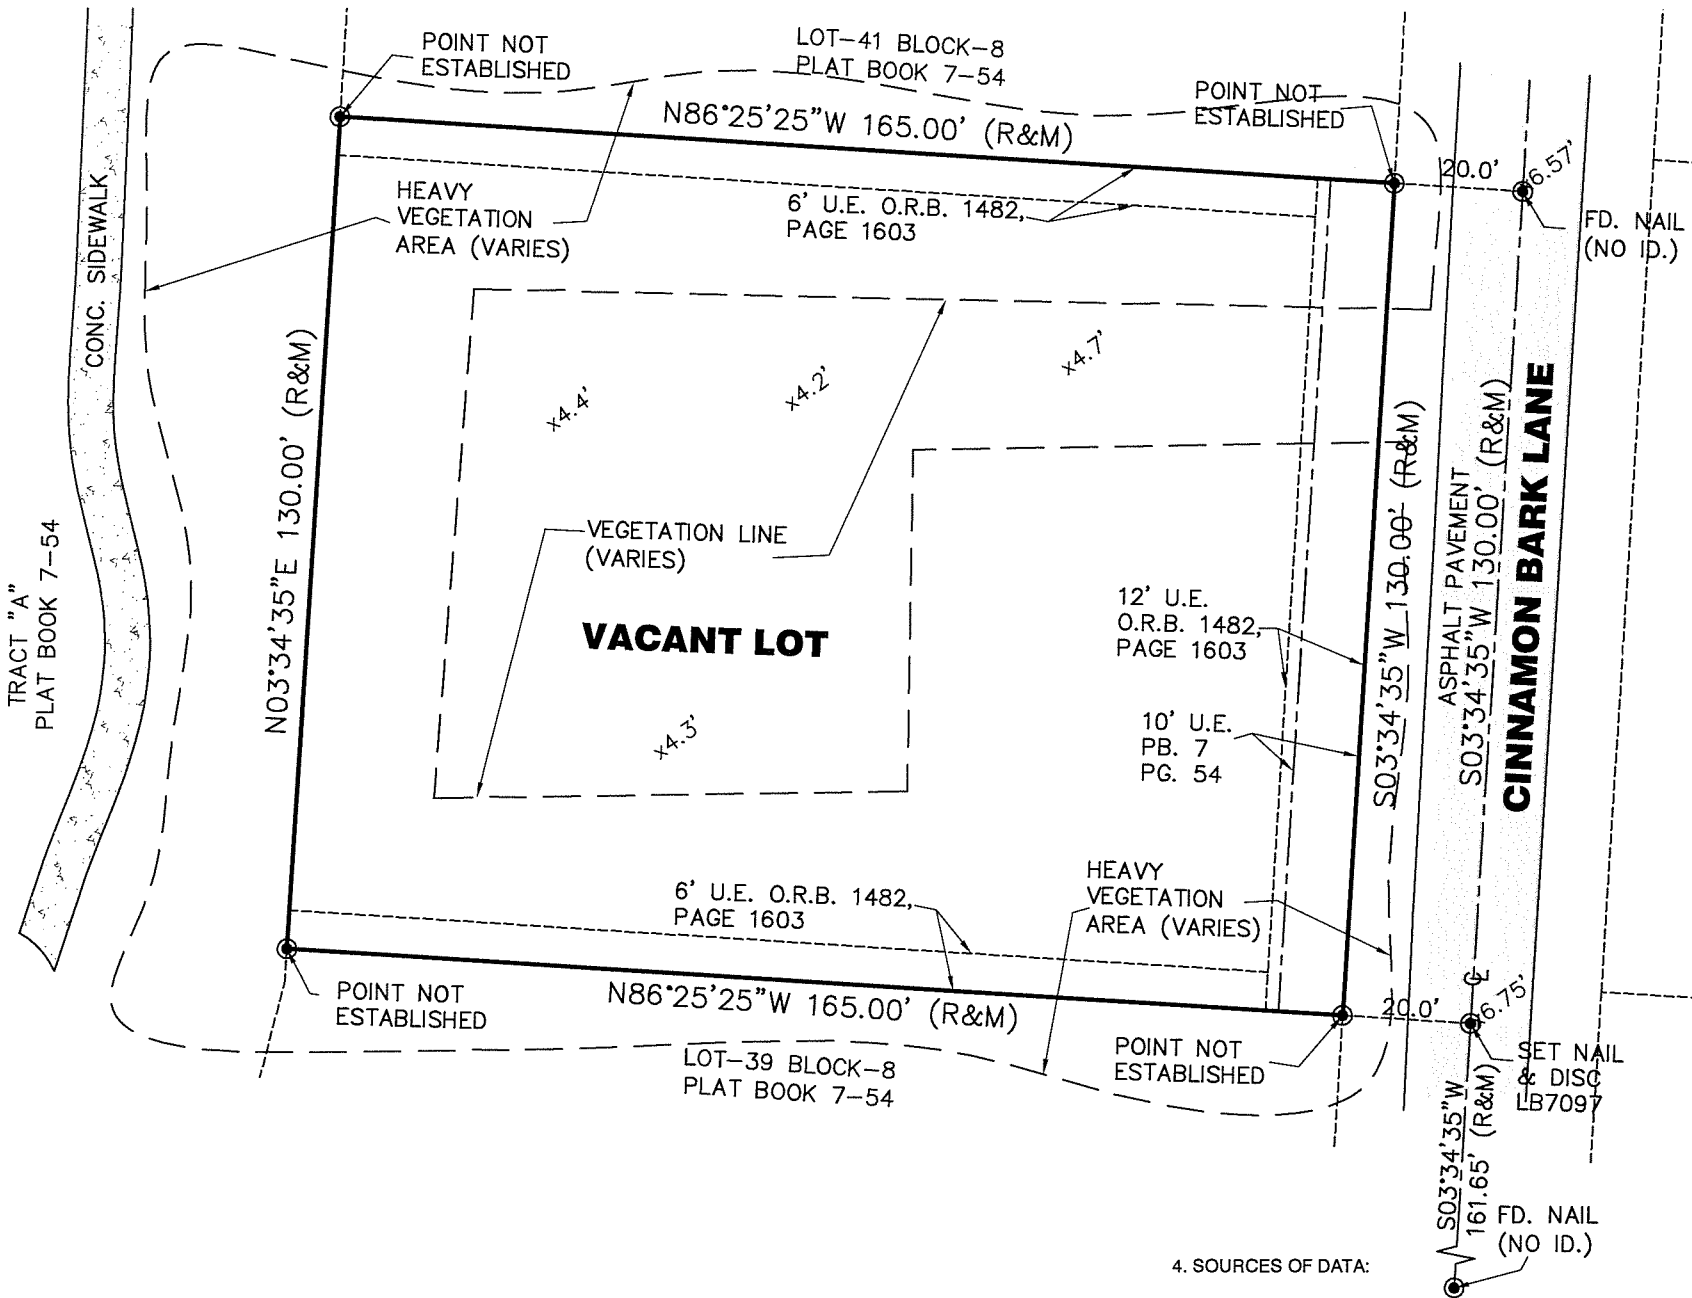 POINT NOT
ESTABLISHED
LOT-41 BLOCK-8
PLAT BOOK 7-54
POINT NOT
ESTABLISHED
N86°25'25"W 165.00' (R&M)
20.0'
6.57'
FD. NAIL
(NO ID.)
HEAVY
VEGETATION
AREA (VARIES)
6' U.E. O.R.B. 1482,
PAGE 1603
CONC. SIDEWALK
N03°34'35"E 130.00' (R&M)
x4.4'
x4.2'
x4.7'
VEGETATION LINE
(VARIES)
VACANT LOT
x4.3'
TRACT "A"
PLAT BOOK 7-54
12' U.E.
O.R.B. 1482,
PAGE 1603
10' U.E.
PB. 7
PG. 54
S03°34'35"W 130.00' (R&M)
ASPHALT PAVEMENT
S03°34'35"W 130.00' (R&M)
CINNAMON BARK LANE
6' U.E. O.R.B. 1482,
PAGE 1603
HEAVY
VEGETATION
AREA (VARIES)
POINT NOT
ESTABLISHED
N86°25'25"W 165.00' (R&M)
20.0'
℄
6.75'
LOT-39 BLOCK-8
PLAT BOOK 7-54
POINT NOT
ESTABLISHED
SET NAIL
& DISC
LB7097
S03°34'35"W
161.65' (R&M)
FD. NAIL
(NO ID.)
4. SOURCES OF DATA: